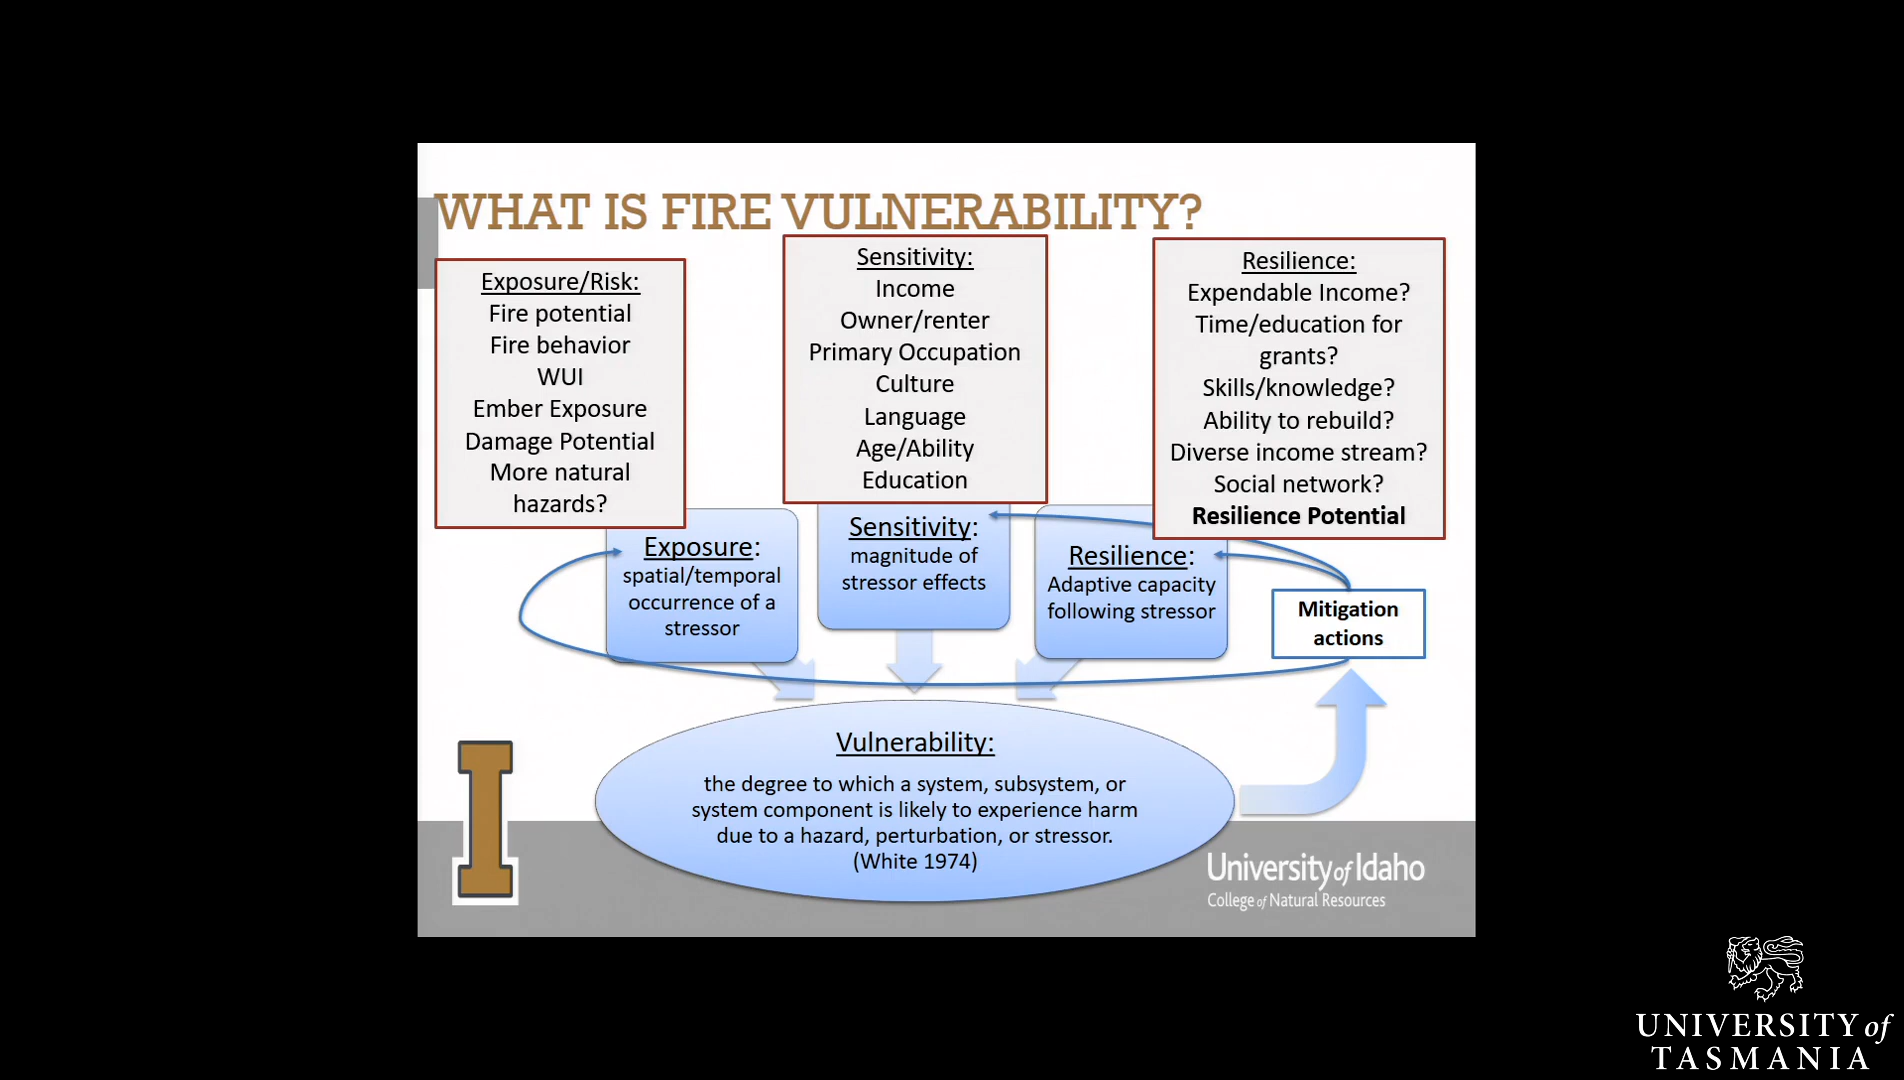 WHAT IS FIRE VULNERABILITY?
Exposure/Risk:
Fire potential
Fire behavior
WUI
Ember Exposure
Damage Potential
More natural
hazards?
Sensitivity:
Income
Owner/renter
Primary Occupation
Culture
Language
Age/Ability
Education
Resilience:
Expendable Income?
Time/education for
grants?
Skills/knowledge?
Ability to rebuild?
Diverse income stream?
Social network?
Resilience Potential
Exposure:
spatial/temporal
occurrence of a
stressor
Sensitivity:
magnitude of
stressor effects
Resilience:
Adaptive capacity
following stressor
Mitigation
actions
Vulnerability:
the degree to which a system, subsystem, or
system component is likely to experience harm
due to a hazard, perturbation, or stressor.
(White 1974)
I
University of Idaho
College of Natural Resources
UNIVERSITY of
TASMANIA